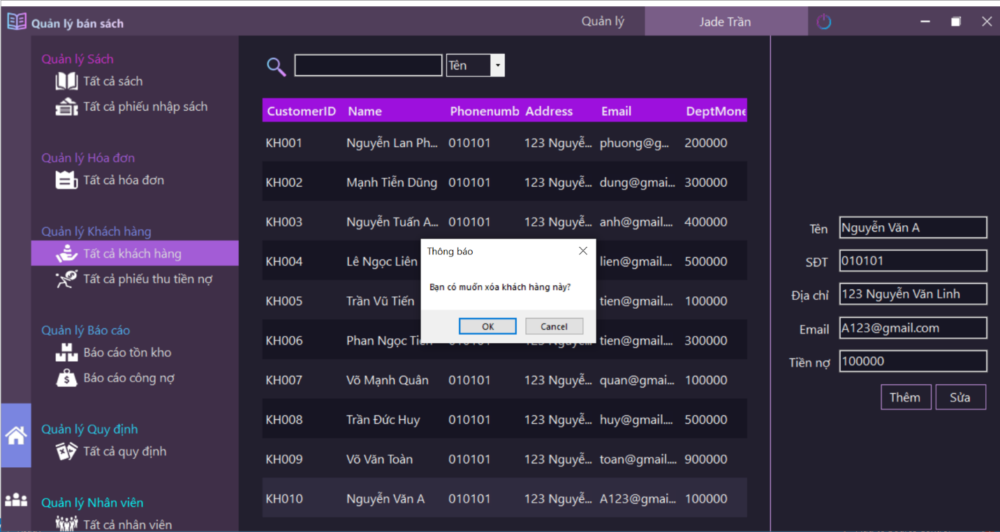 Quản lý bán sách
Quản lý
Jade Trần
Quản lý Sách
Tất cả sách
Tất cả phiếu nhập sách
Quản lý Hóa đơn
Tất cả hóa đơn
Quản lý Khách hàng
Tất cả khách hàng
Tất cả phiếu thu tiền nợ
Quản lý Báo cáo
Báo cáo tồn kho
Báo cáo công nợ
Quản lý Quy định
Tất cả quy định
Quản lý Nhân viên
Tất cả nhân viên
Tên
CustomerID Name Phonenumb Address Email DeptMone
KH001 Nguyễn Lan Ph... 010101 123 Nguyễ... phuong@g... 200000
KH002 Mạnh Tiễn Dũng 010101 123 Nguyễ... dung@gmai... 300000
KH003 Nguyễn Tuấn A... 010101 123 Nguyễ... anh@gmail.... 400000
KH004 Lê Ngọc Liên lien@gmail.... 500000
KH005 Trần Vũ Tiến tien@gmail.... 100000
KH006 Phan Ngọc tien@gmail.... 300000
KH007 Võ Mạnh Quân 010101 123 Nguyễ... quan@gmai... 100000
KH008 Trần Đức Huy 010101 123 Nguyễ... huy@gmail.... 500000
KH009 Võ Văn Toàn 010101 123 Nguyễ... toan@gmail.... 900000
KH010 Nguyễn Văn A 010101 123 Nguyễ... A123@gmai... 100000
Thông báo
Bạn có muốn xóa khách hàng này?
OK Cancel
Tên Nguyễn Văn A
SĐT 010101
Địa chỉ 123 Nguyễn Văn Linh
Email A123@gmail.com
Tiền nợ 100000
Thêm Sửa